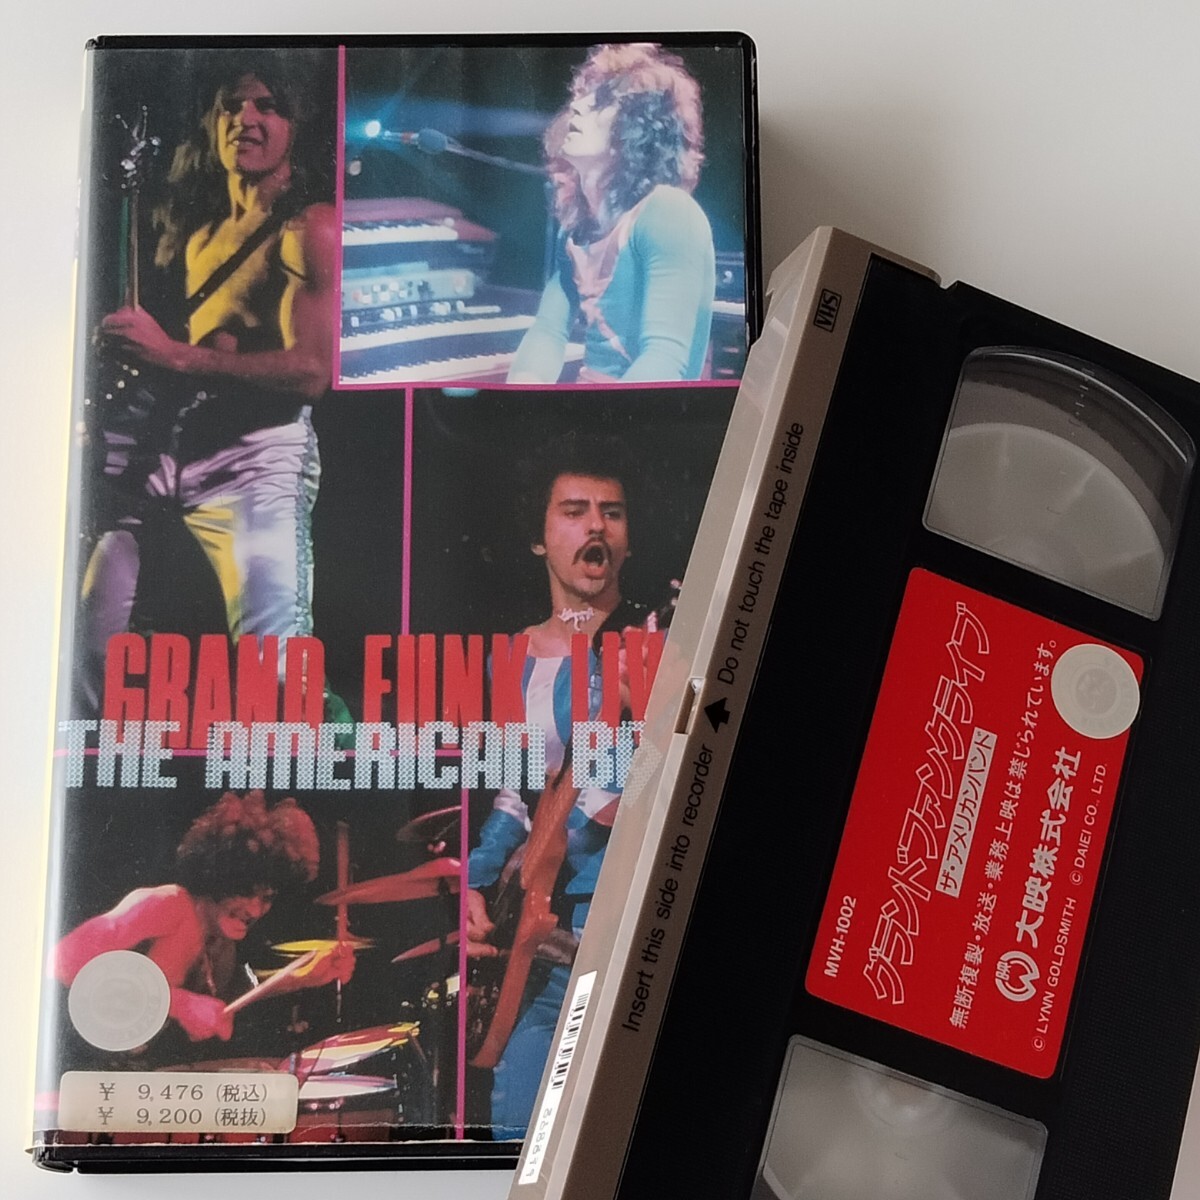 GRAND FUNK LIV
THE AMERICAN BA
¥ 9,476 (税込)
¥ 9,200 (税抜)
VHS
Do not touch the tape inside
Insert this side into recorder
MVH-1002
グランド・ファンク・ライブ
ザ・アメリカンバンド
無断複製・放送・業務上映は禁じられています。
大映株式会社
© LYNN GOLDSMITH © DAIEI CO., LTD.